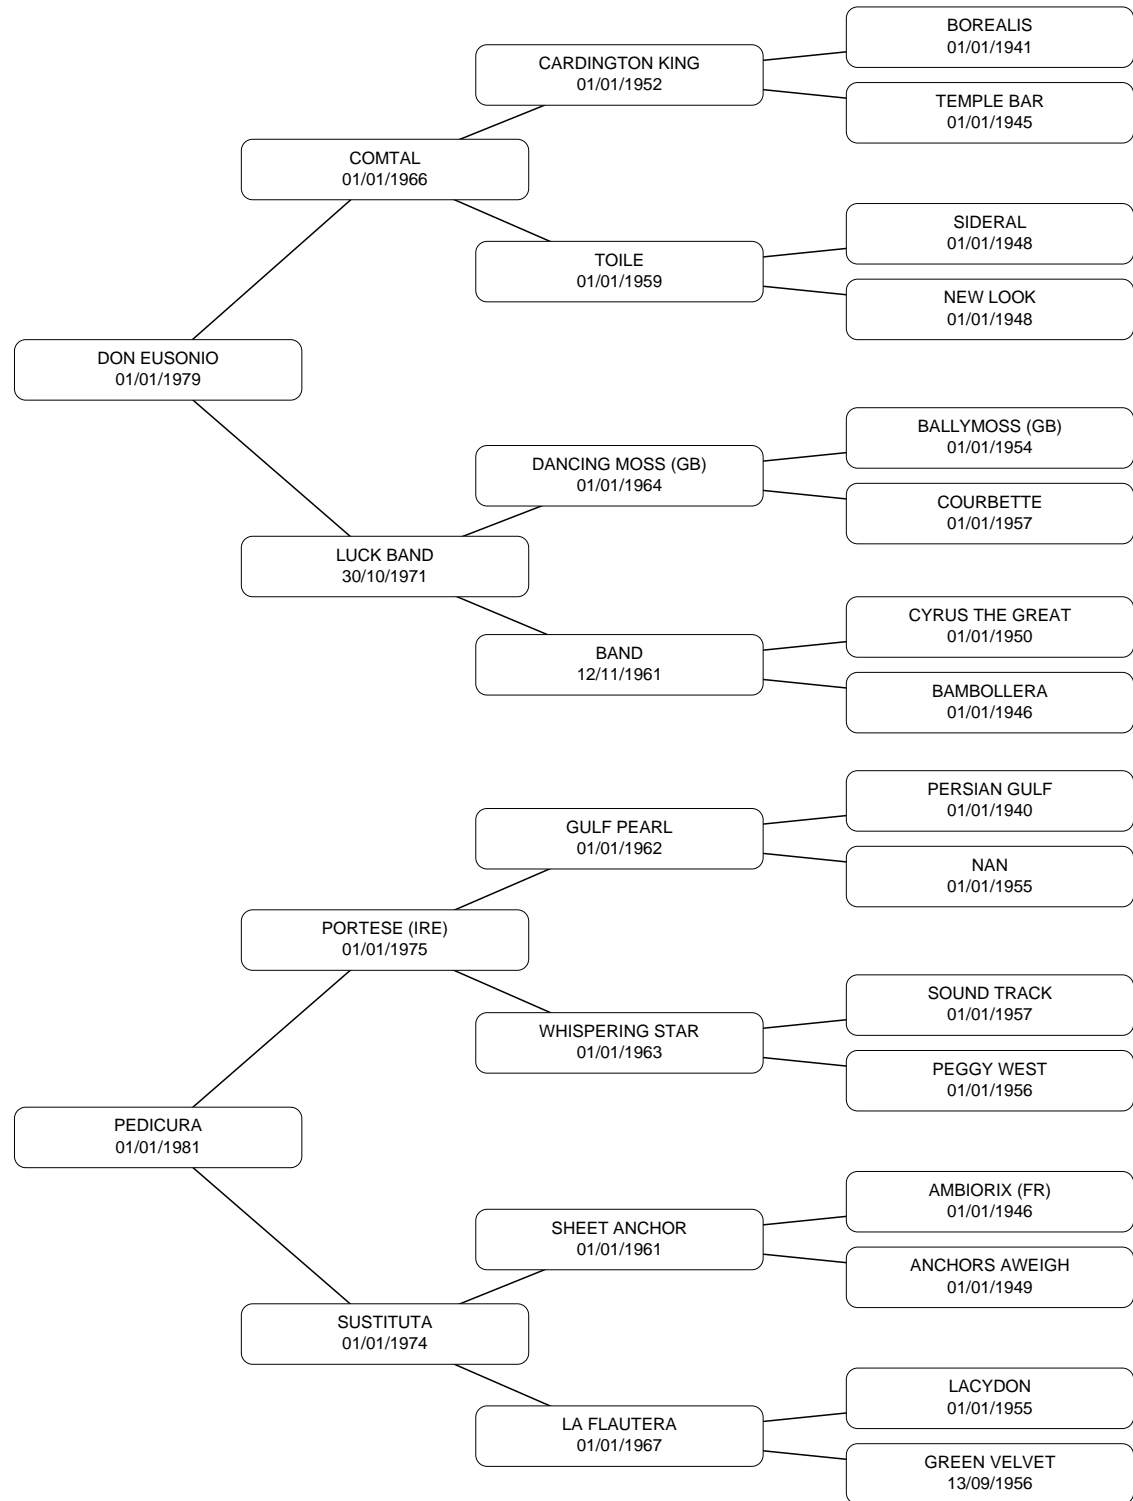 BOREALIS
01/01/1941
CARDINGTON KING
01/01/1952
TEMPLE BAR
01/01/1945
COMTAL
01/01/1966
SIDERAL
01/01/1948
TOILE
01/01/1959
NEW LOOK
01/01/1948
DON EUSONIO
01/01/1979
BALLYMOSS (GB)
01/01/1954
DANCING MOSS (GB)
01/01/1964
COURBETTE
01/01/1957
LUCK BAND
30/10/1971
CYRUS THE GREAT
01/01/1950
BAND
12/11/1961
BAMBOLLERA
01/01/1946
PERSIAN GULF
01/01/1940
GULF PEARL
01/01/1962
NAN
01/01/1955
PORTESE (IRE)
01/01/1975
SOUND TRACK
01/01/1957
WHISPERING STAR
01/01/1963
PEGGY WEST
01/01/1956
PEDICURA
01/01/1981
AMBIORIX (FR)
01/01/1946
SHEET ANCHOR
01/01/1961
ANCHORS AWEIGH
01/01/1949
SUSTITUTA
01/01/1974
LACYDON
01/01/1955
LA FLAUTERA
01/01/1967
GREEN VELVET
13/09/1956